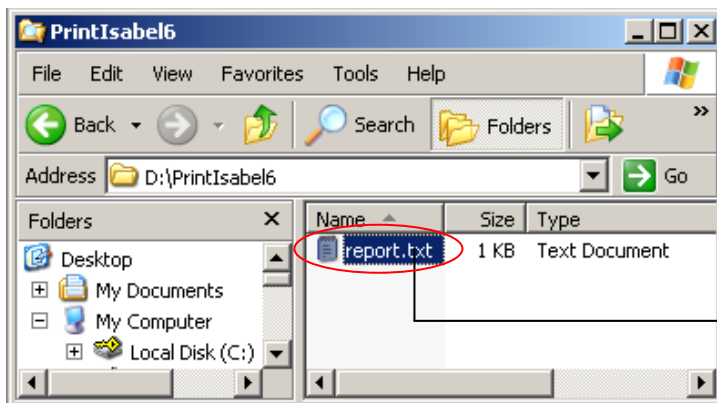 PrintIsabel6
File Edit View Favorites Tools Help
Back Search Folders »
Address D:\PrintIsabel6 Go
Folders × Name Size Type
Desktop report.txt 1 KB Text Document
My Documents
My Computer
Local Disk (C:)